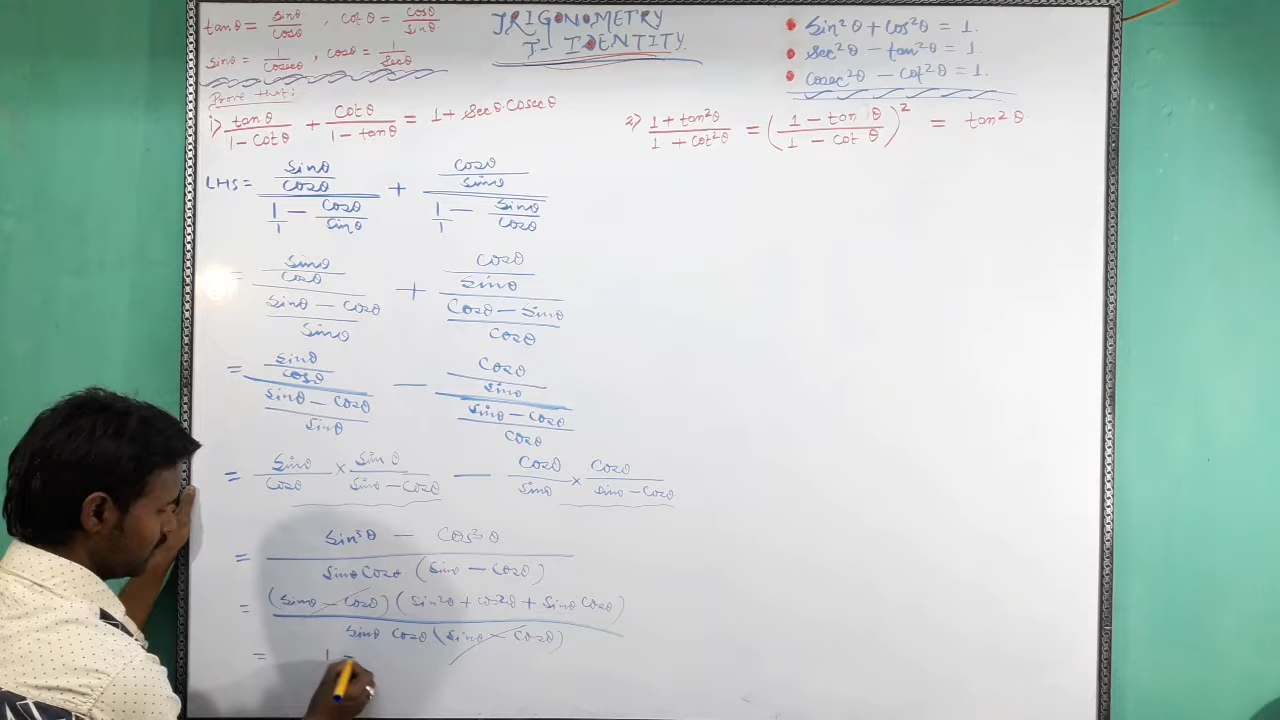 tanθ = sinθ/cosθ , cotθ = cosθ/sinθ
sinθ = 1/cosecθ , cosθ = 1/secθ
TRIGONOMETRY
T- IDENTITY
• sin²θ + cos²θ = 1.
• sec²θ − tan²θ = 1
• cosec²θ − cot²θ = 1.
Prove that:
i) tanθ/(1 − cotθ) + cotθ/(1 − tanθ) = 1 + secθ·cosecθ
2) (1 + tan²θ)/(1 + cot²θ) = ((1 − tan θ)/(1 − cot θ))² = tan²θ
LHS = (sinθ/cosθ)/(1/1 − cosθ/sinθ) + (cosθ/sinθ)/(1/1 − sinθ/cosθ)
= (sinθ/cosθ)/((sinθ − cosθ)/sinθ) + (cosθ/sinθ)/((cosθ − sinθ)/cosθ)
= (sinθ/cosθ)/((sinθ − cosθ)/sinθ) − (cosθ/sinθ)/((sinθ − cosθ)/cosθ)
= sinθ/cosθ × sinθ/(sinθ − cosθ) − cosθ/sinθ × cosθ/(sinθ − cosθ)
= (sin³θ − cos³θ)/(sinθ cosθ (sinθ − cosθ))
= (sinθ − cosθ)(sin²θ + cos²θ + sinθ cosθ)/(sinθ cosθ (sinθ − cosθ))
= 1